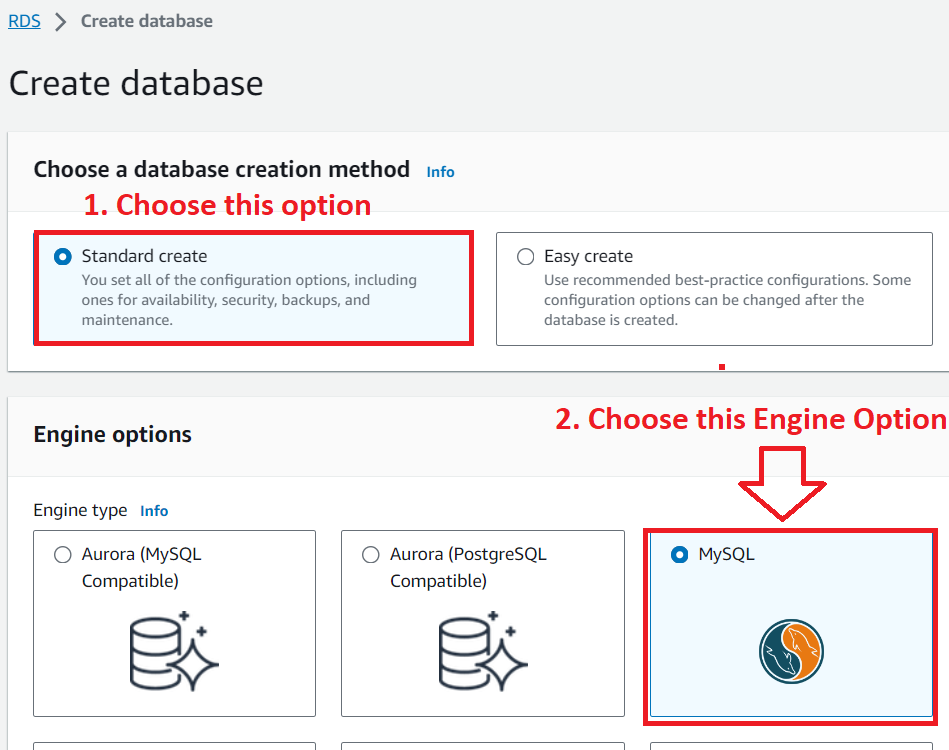 RDS > Create database
Create database
Choose a database creation method Info
1. Choose this option
Standard create
You set all of the configuration options, including
ones for availability, security, backups, and
maintenance.
Easy create
Use recommended best-practice configurations. Some
configuration options can be changed after the
database is created.
2. Choose this Engine Option
Engine options
Engine type Info
Aurora (MySQL
Compatible)
Aurora (PostgreSQL
Compatible)
MySQL